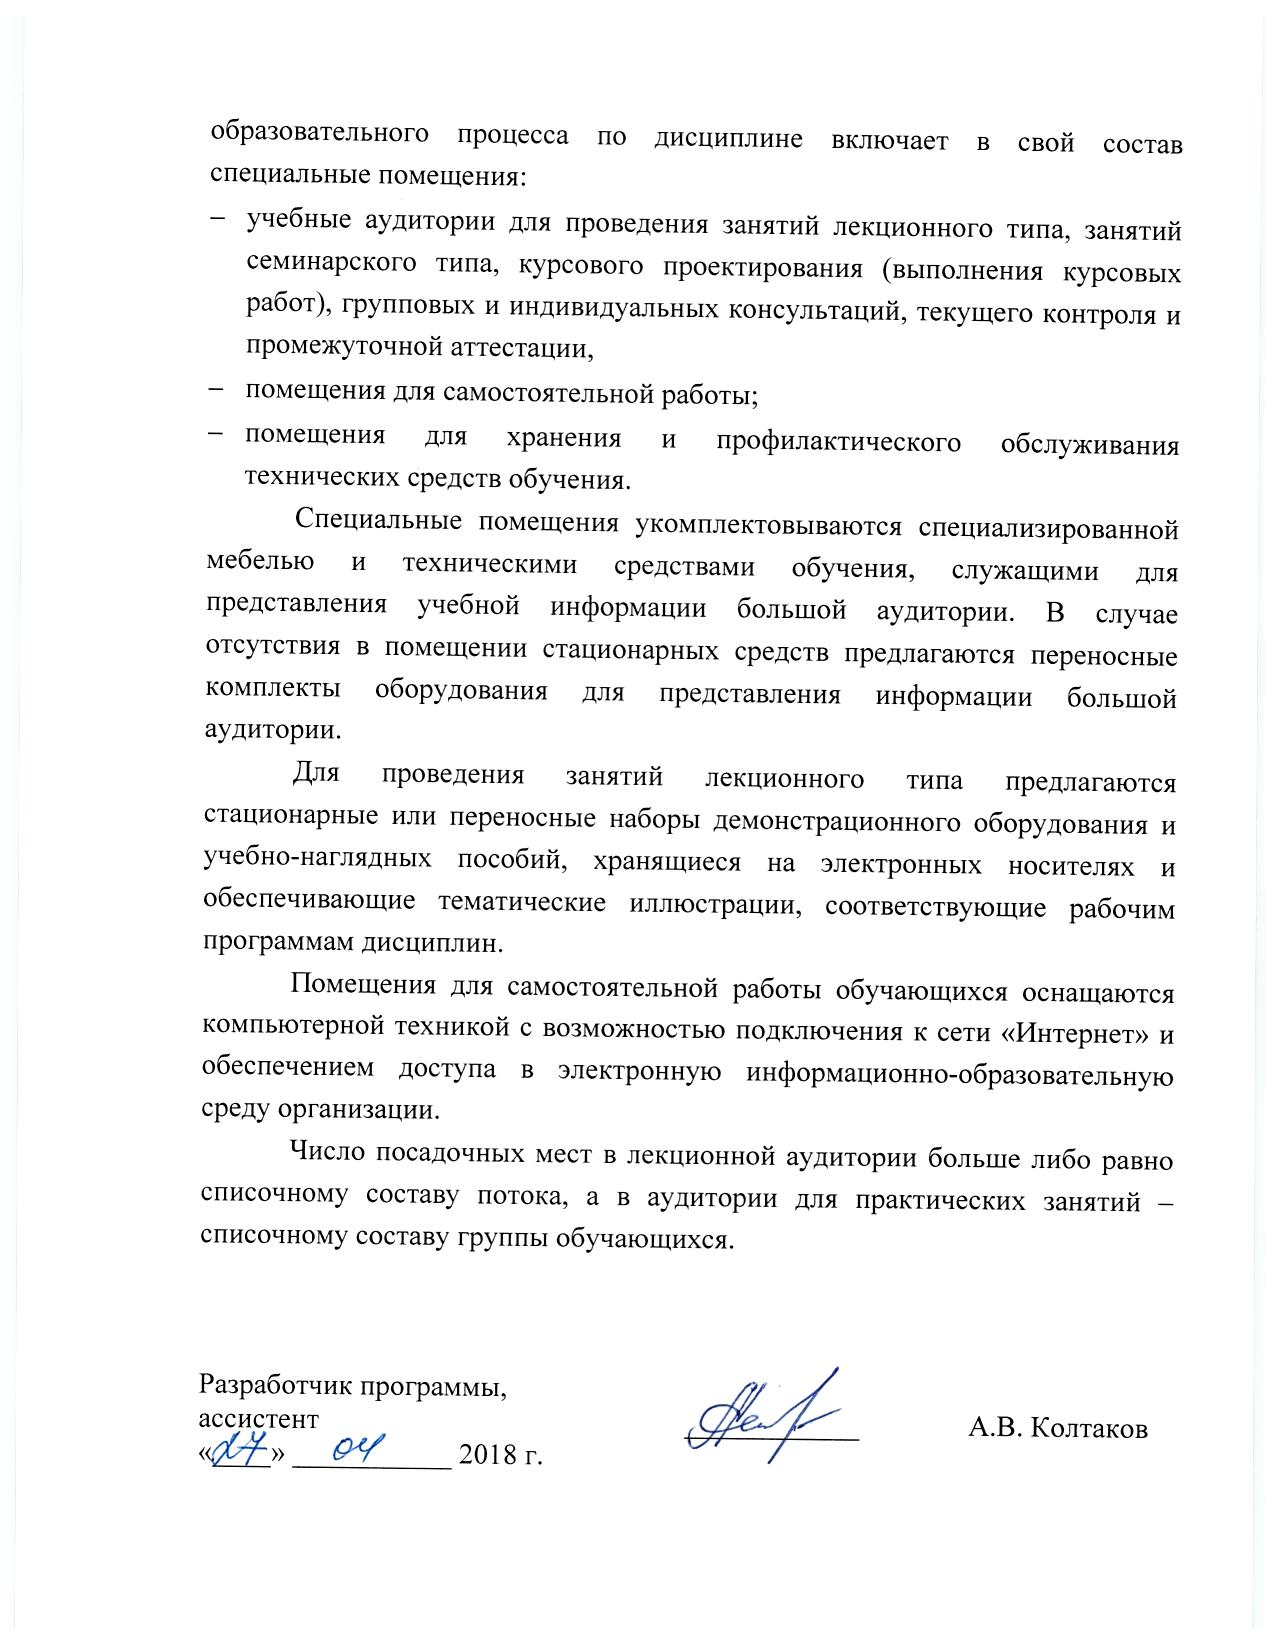 образовательного процесса по дисциплине включает в свой состав
специальные помещения:
− учебные аудитории для проведения занятий лекционного типа, занятий
семинарского типа, курсового проектирования (выполнения курсовых
работ), групповых и индивидуальных консультаций, текущего контроля и
промежуточной аттестации,
− помещения для самостоятельной работы;
− помещения для хранения и профилактического обслуживания
технических средств обучения.
Специальные помещения укомплектовываются специализированной
мебелью и техническими средствами обучения, служащими для
представления учебной информации большой аудитории. В случае
отсутствия в помещении стационарных средств предлагаются переносные
комплекты оборудования для представления информации большой
аудитории.
Для проведения занятий лекционного типа предлагаются
стационарные или переносные наборы демонстрационного оборудования и
учебно-наглядных пособий, хранящиеся на электронных носителях и
обеспечивающие тематические иллюстрации, соответствующие рабочим
программам дисциплин.
Помещения для самостоятельной работы обучающихся оснащаются
компьютерной техникой с возможностью подключения к сети «Интернет» и
обеспечением доступа в электронную информационно-образовательную
среду организации.
Число посадочных мест в лекционной аудитории больше либо равно
списочному составу потока, а в аудитории для практических занятий –
списочному составу группы обучающихся.
Разработчик программы,
ассистент
А.В. Колтаков
«27» 04 2018 г.